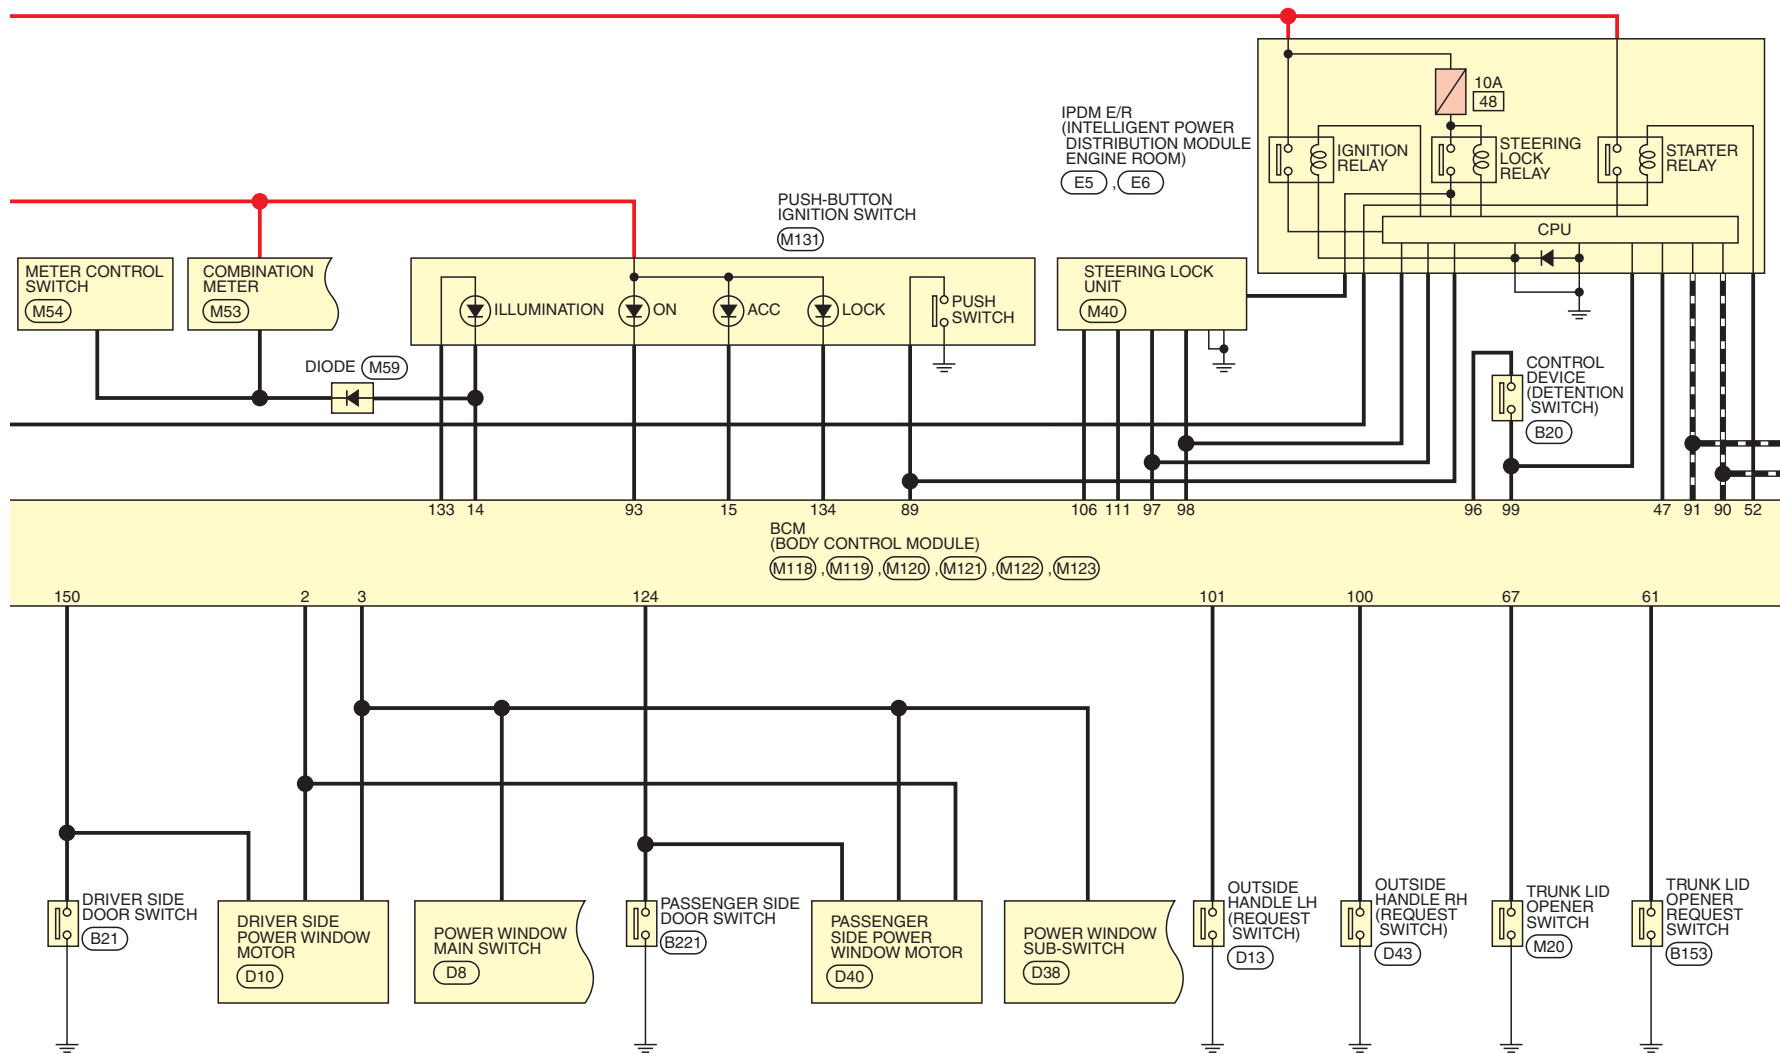 10A
48
IPDM E/R
(INTELLIGENT POWER
DISTRIBUTION MODULE
ENGINE ROOM)
E5 , E6
IGNITION
RELAY
STEERING
LOCK
RELAY
STARTER
RELAY
CPU
PUSH-BUTTON
IGNITION SWITCH
M131
METER CONTROL
SWITCH
M54
COMBINATION
METER
M53
ILLUMINATION
ON
ACC
LOCK
PUSH
SWITCH
STEERING LOCK
UNIT
M40
DIODE M59
CONTROL
DEVICE
(DETENTION
SWITCH)
B20
133 14 93 15 134 89 106 111 97 98 96 99 47 91 90 52
BCM
(BODY CONTROL MODULE)
M118 , M119 , M120 , M121 , M122 , M123
150 2 3 124 101 100 67 61
DRIVER SIDE
DOOR SWITCH
B21
DRIVER SIDE
POWER WINDOW
MOTOR
D10
POWER WINDOW
MAIN SWITCH
D8
PASSENGER SIDE
DOOR SWITCH
B221
PASSENGER
SIDE POWER
WINDOW MOTOR
D40
POWER WINDOW
SUB-SWITCH
D38
OUTSIDE
HANDLE LH
(REQUEST
SWITCH)
D13
OUTSIDE
HANDLE RH
(REQUEST
SWITCH)
D43
TRUNK LID
OPENER
SWITCH
M20
TRUNK LID
OPENER
REQUEST
SWITCH
B153